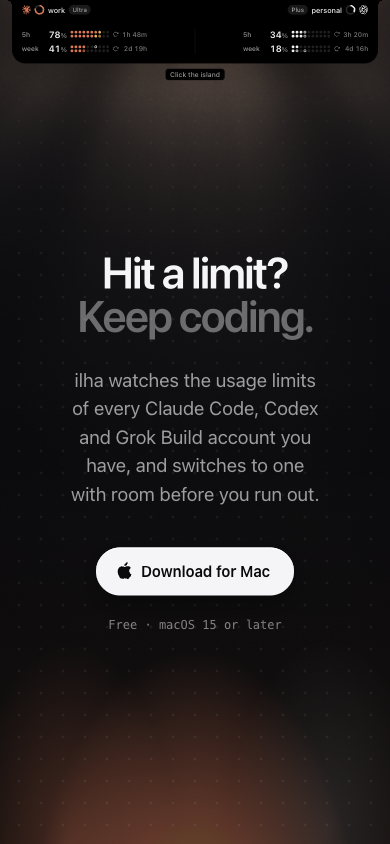 work Ultra
Plus personal
5h 78% 1h 48m
5h 34% 3h 20m
week 41% 2d 19h
week 18% 4d 16h
Click the island
Hit a limit?
Keep coding.
ilha watches the usage limits
of every Claude Code, Codex
and Grok Build account you
have, and switches to one
with room before you run out.
Download for Mac
Free · macOS 15 or later